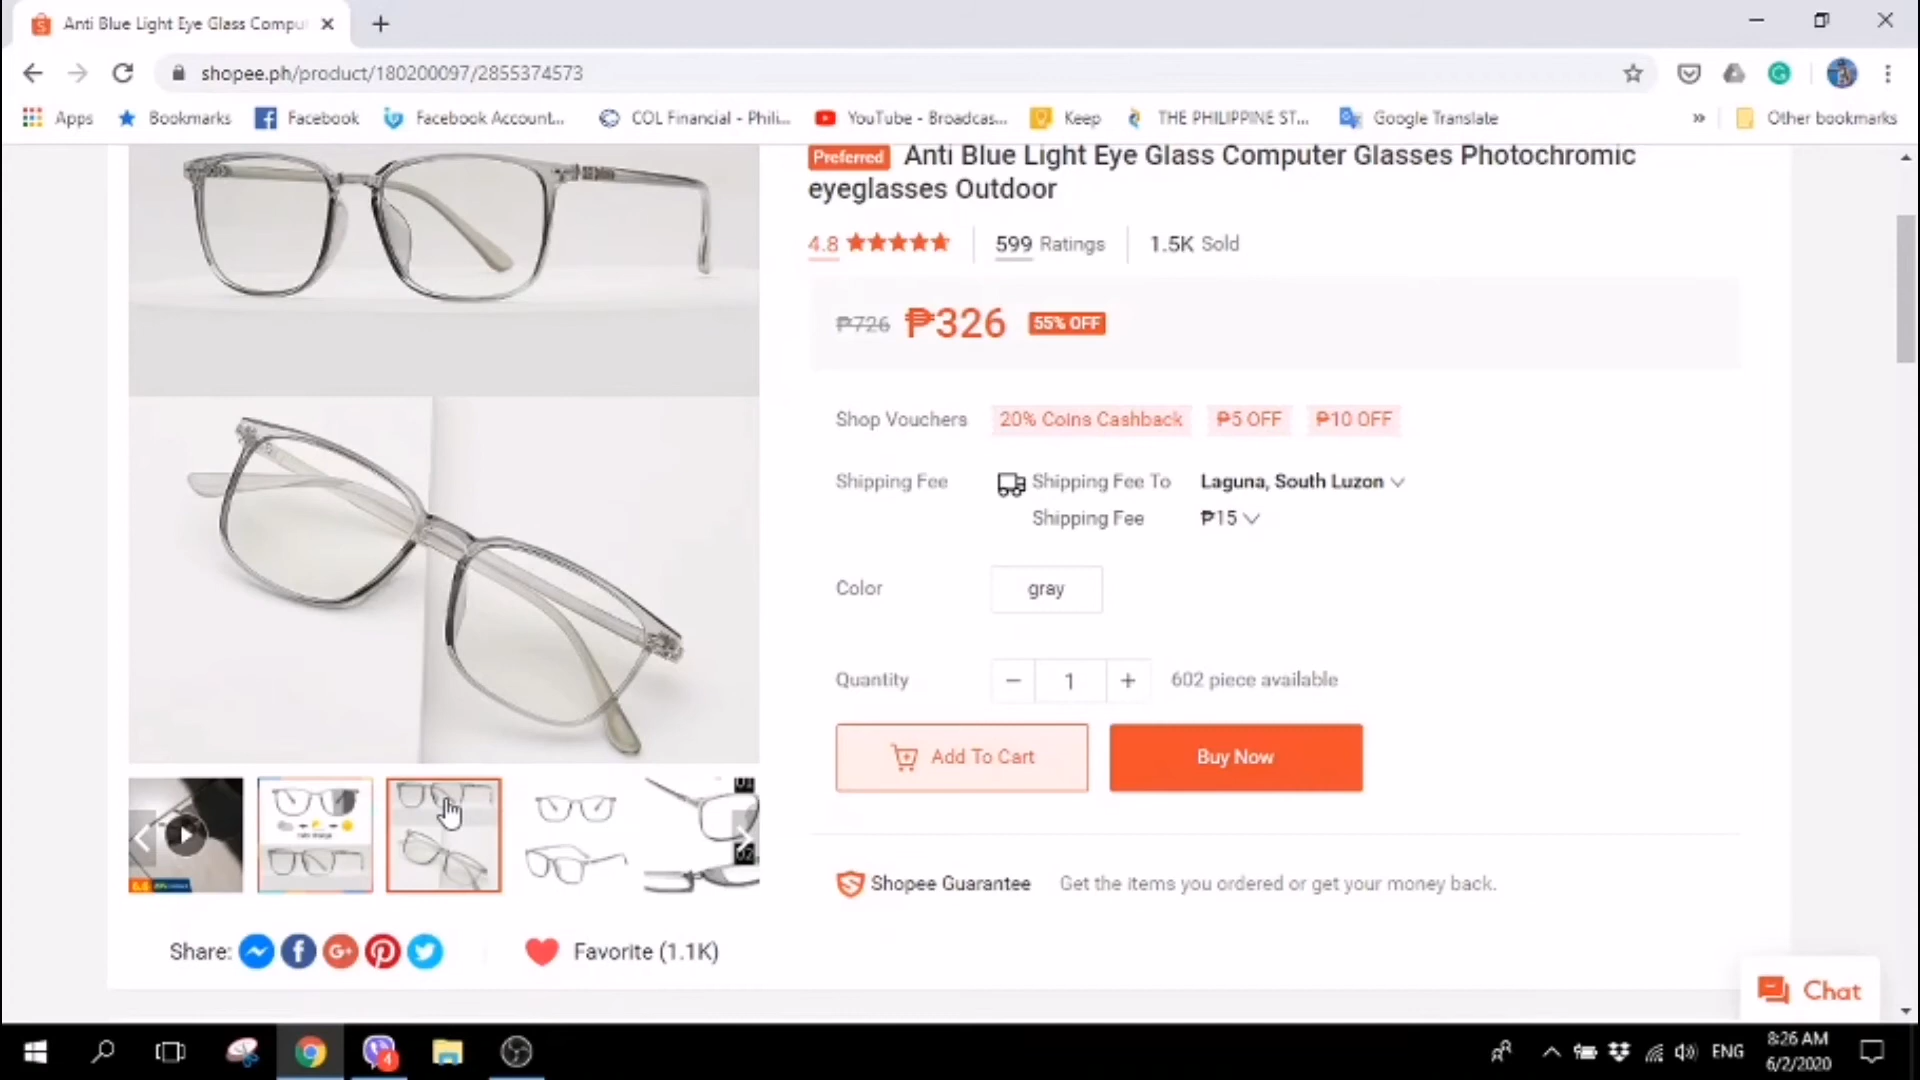 Anti Blue Light Eye Glass Compu
shopee.ph/product/180200097/2855374573
Apps Bookmarks Facebook Facebook Account... COL Financial - Phili... YouTube - Broadcas... Keep THE PHILIPPINE ST... Google Translate » Other bookmarks
Preferred Anti Blue Light Eye Glass Computer Glasses Photochromic
eyeglasses Outdoor
4.8 599 Ratings 1.5K Sold
₱726 ₱326 55% OFF
Shop Vouchers 20% Coins Cashback ₱5 OFF ₱10 OFF
Shipping Fee Shipping Fee To Laguna, South Luzon
Shipping Fee ₱15
Color gray
Quantity − 1 + 602 piece available
Add To Cart Buy Now
01
02
Shopee Guarantee Get the items you ordered or get your money back.
Share: Favorite (1.1K)
Chat
4
ENG
8:26 AM
6/2/2020